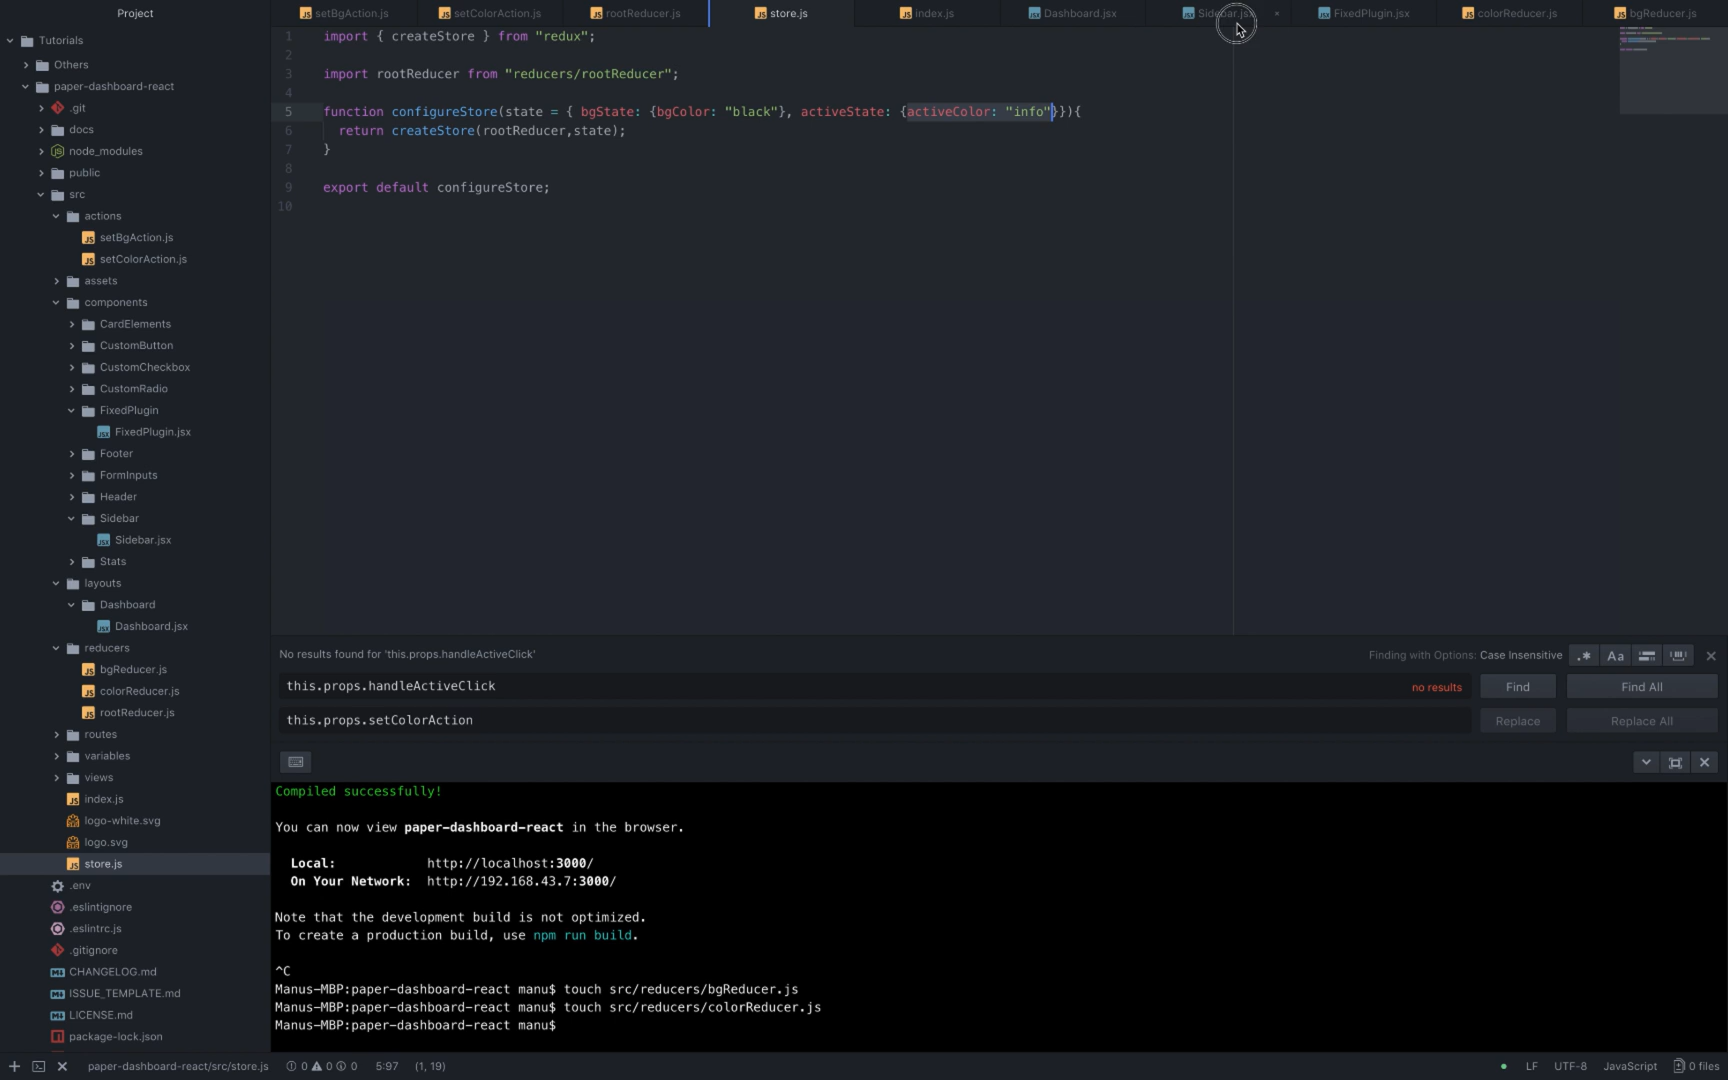 Project
setBgAction.js
setColorAction.js
rootReducer.js
store.js
index.js
Dashboard.jsx
Sidebar.jsx
FixedPlugin.jsx
colorReducer.js
bgReducer.js
Tutorials
Others
paper-dashboard-react
.git
docs
node_modules
public
src
actions
setBgAction.js
setColorAction.js
assets
components
CardElements
CustomButton
CustomCheckbox
CustomRadio
FixedPlugin
FixedPlugin.jsx
Footer
FormInputs
Header
Sidebar
Sidebar.jsx
Stats
layouts
Dashboard
Dashboard.jsx
reducers
bgReducer.js
colorReducer.js
rootReducer.js
routes
variables
views
index.js
logo-white.svg
logo.svg
store.js
.env
.eslintignore
.eslintrc.js
.gitignore
CHANGELOG.md
ISSUE_TEMPLATE.md
LICENSE.md
package-lock.json
1 import { createStore } from "redux";
2
3 import rootReducer from "reducers/rootReducer";
4
5 function configureStore(state = { bgState: {bgColor: "black"}, activeState: {activeColor: "info"}}){
6 return createStore(rootReducer,state);
7 }
8
9 export default configureStore;
10
No results found for 'this.props.handleActiveClick'
Finding with Options: Case Insensitive
.* Aa
this.props.handleActiveClick
no results
Find
Find All
this.props.setColorAction
Replace
Replace All
Compiled successfully!
You can now view paper-dashboard-react in the browser.
Local: http://localhost:3000/
On Your Network: http://192.168.43.7:3000/
Note that the development build is not optimized.
To create a production build, use npm run build.
^C
Manus-MBP:paper-dashboard-react manu$ touch src/reducers/bgReducer.js
Manus-MBP:paper-dashboard-react manu$ touch src/reducers/colorReducer.js
Manus-MBP:paper-dashboard-react manu$
paper-dashboard-react/src/store.js
0 0 0
5:97
(1, 19)
LF
UTF-8
JavaScript
0 files